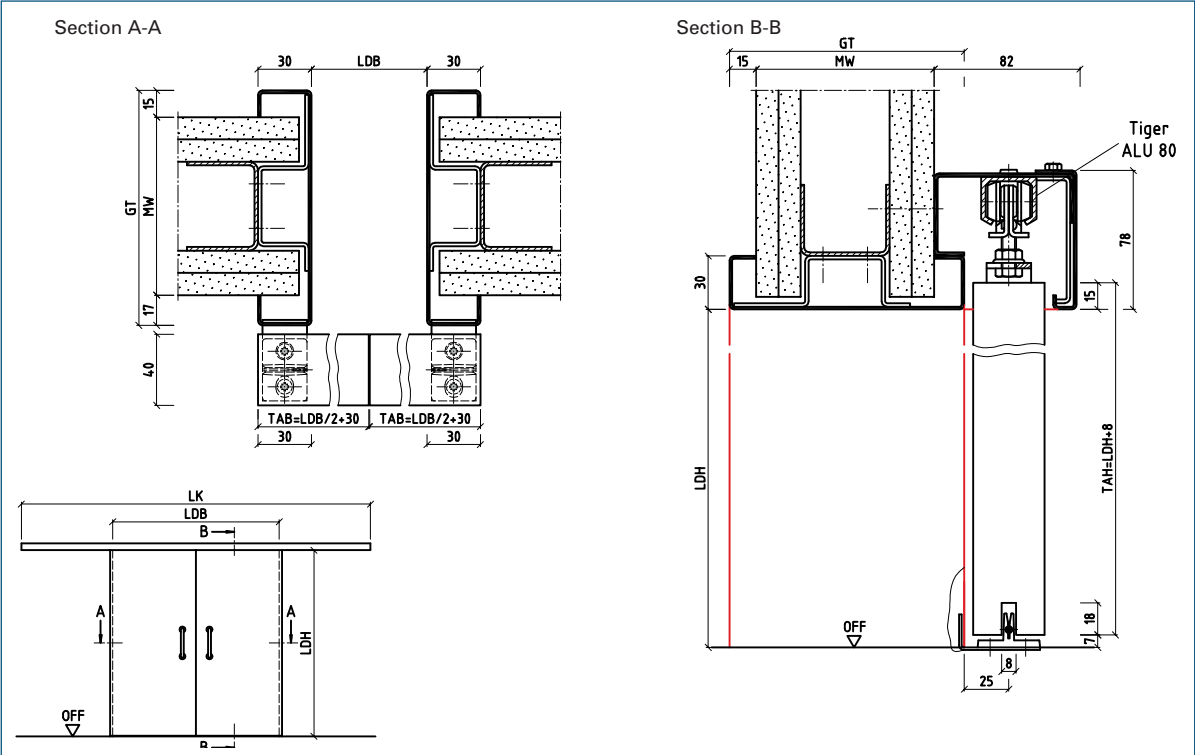 Section A-A
30
LDB
30
15
GT
MW
17
40
TAB=LDB/2+30
TAB=LDB/2+30
30
30
LK
LDB
B
A
A
LDH
OFF
B
Section B-B
GT
15
MW
82
Tiger
ALU 80
78
30
15
LDH
TAH=LDH+8
OFF
18
7
8
25